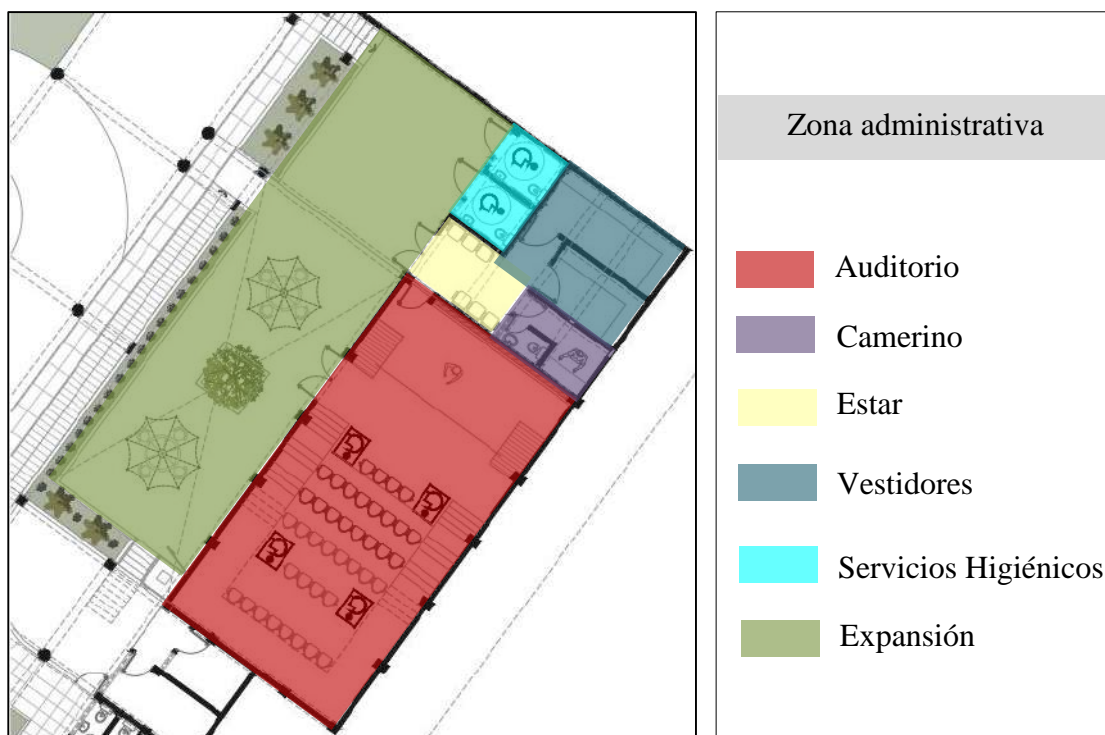 Zona administrativa
Auditorio
Camerino
Estar
Vestidores
Servicios Higiénicos
Expansión